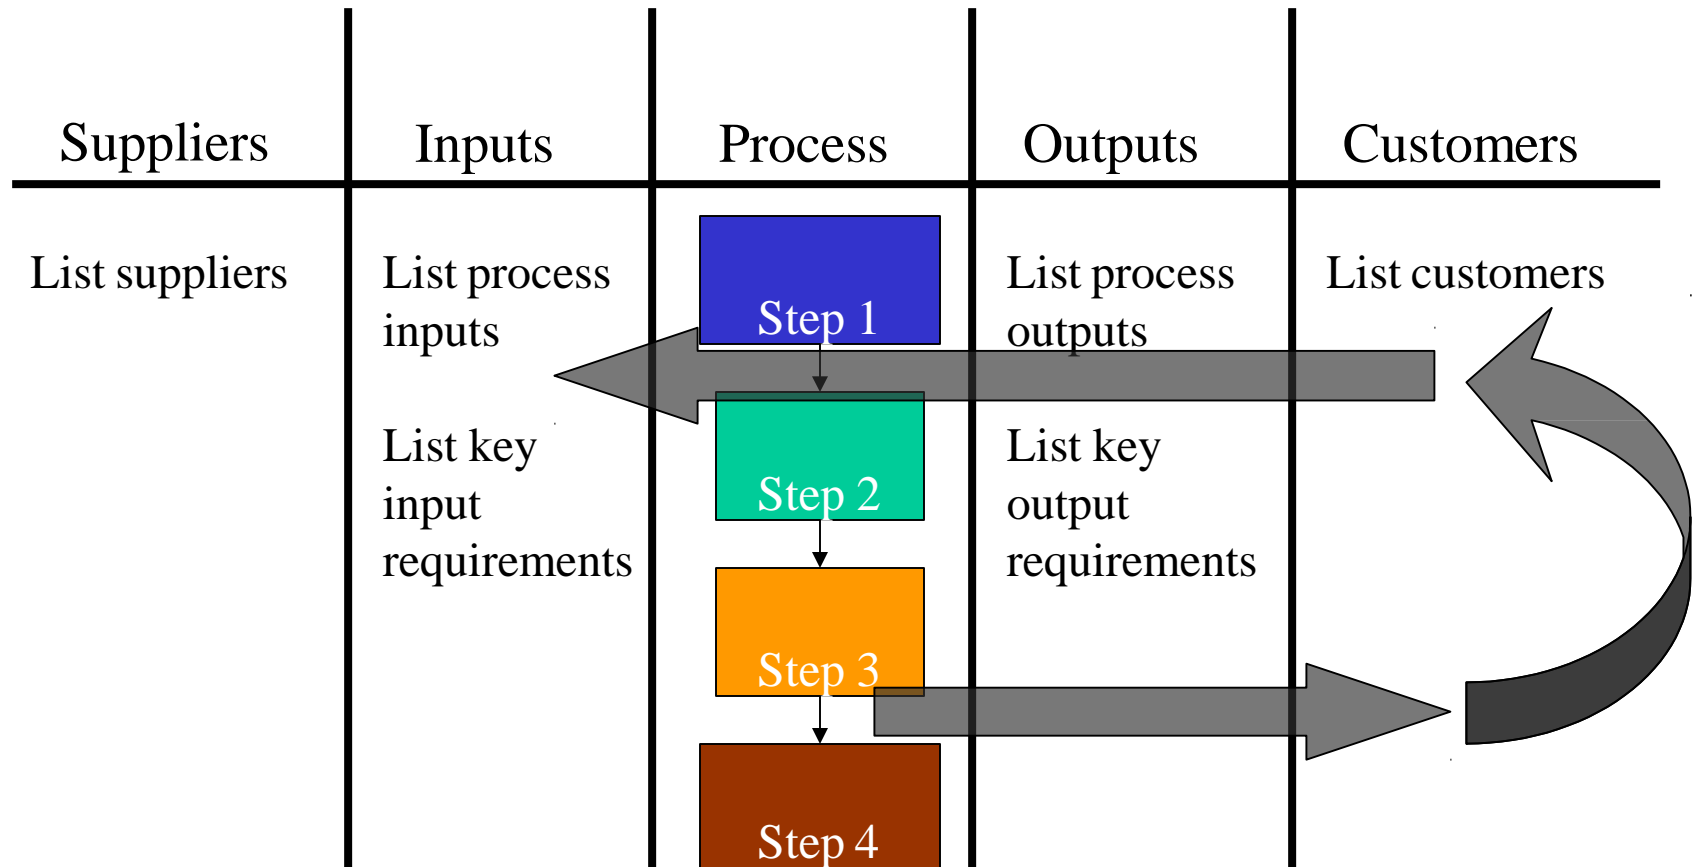 Suppliers
Inputs
Process
Outputs
Customers
List suppliers
List process
inputs
List key
input
requirements
Step 1
Step 2
Step 3
Step 4
List process
outputs
List key
output
requirements
List customers